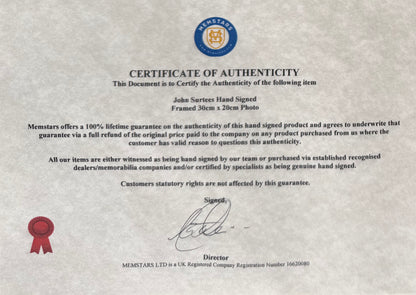 MEMSTARS
CERTIFICATE OF AUTHENTICITY
This Document is to Certify the Authenticity of the following item
John Surtees Hand Signed
Framed 30cm x 20cm Photo
Memstars offers a 100% lifetime guarantee on the authenticity of this hand signed product and agrees to underwrite that
guarantee via a full refund of the original price paid to the company on any product purchased from us where the
customer has valid reason to questions this authenticity.
All our items are either witnessed as being hand signed by our team or purchased via established recognised
dealers/memorabilia companies and/or certified by specialists as being genuine hand signed.
Customers statutory rights are not affected by this guarantee.
Signed,
Director
MEMSTARS LTD is a UK Registered Company Registration Number 16620080